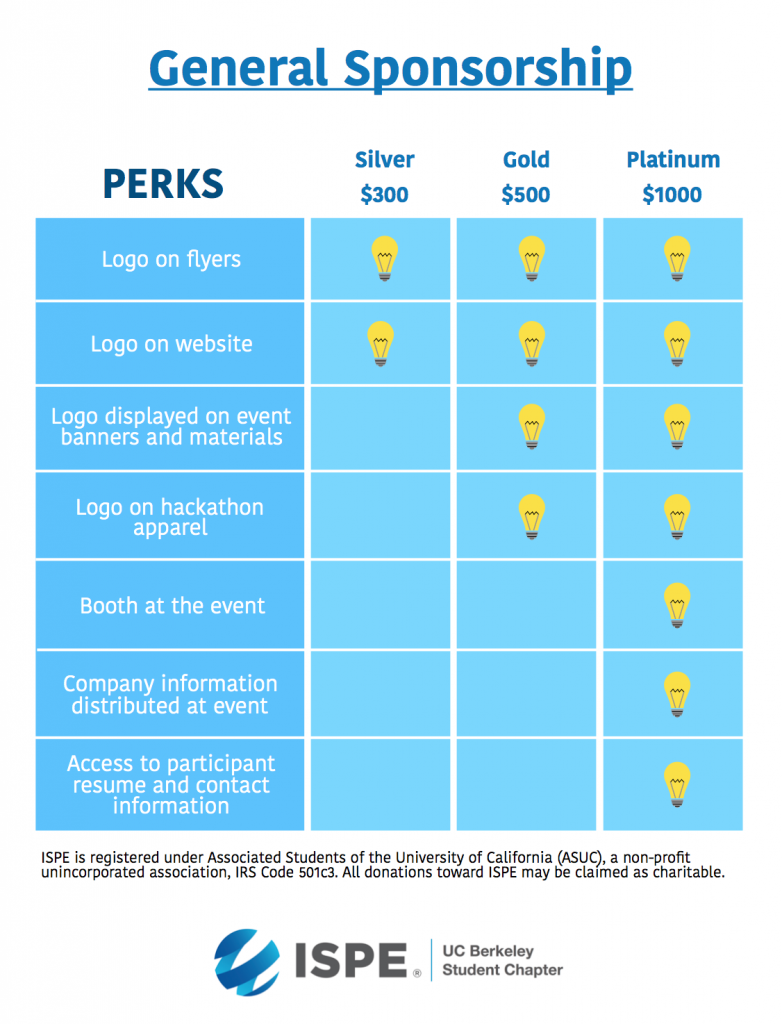 General Sponsorship
PERKS
Silver
$300
Gold
$500
Platinum
$1000
Logo on flyers
Logo on website
Logo displayed on event
banners and materials
Logo on hackathon
apparel
Booth at the event
Company information
distributed at event
Access to participant
resume and contact
information
ISPE is registered under Associated Students of the University of California (ASUC), a non-profit
unincorporated association, IRS Code 501c3. All donations toward ISPE may be claimed as charitable.
ISPE®
UC Berkeley
Student Chapter